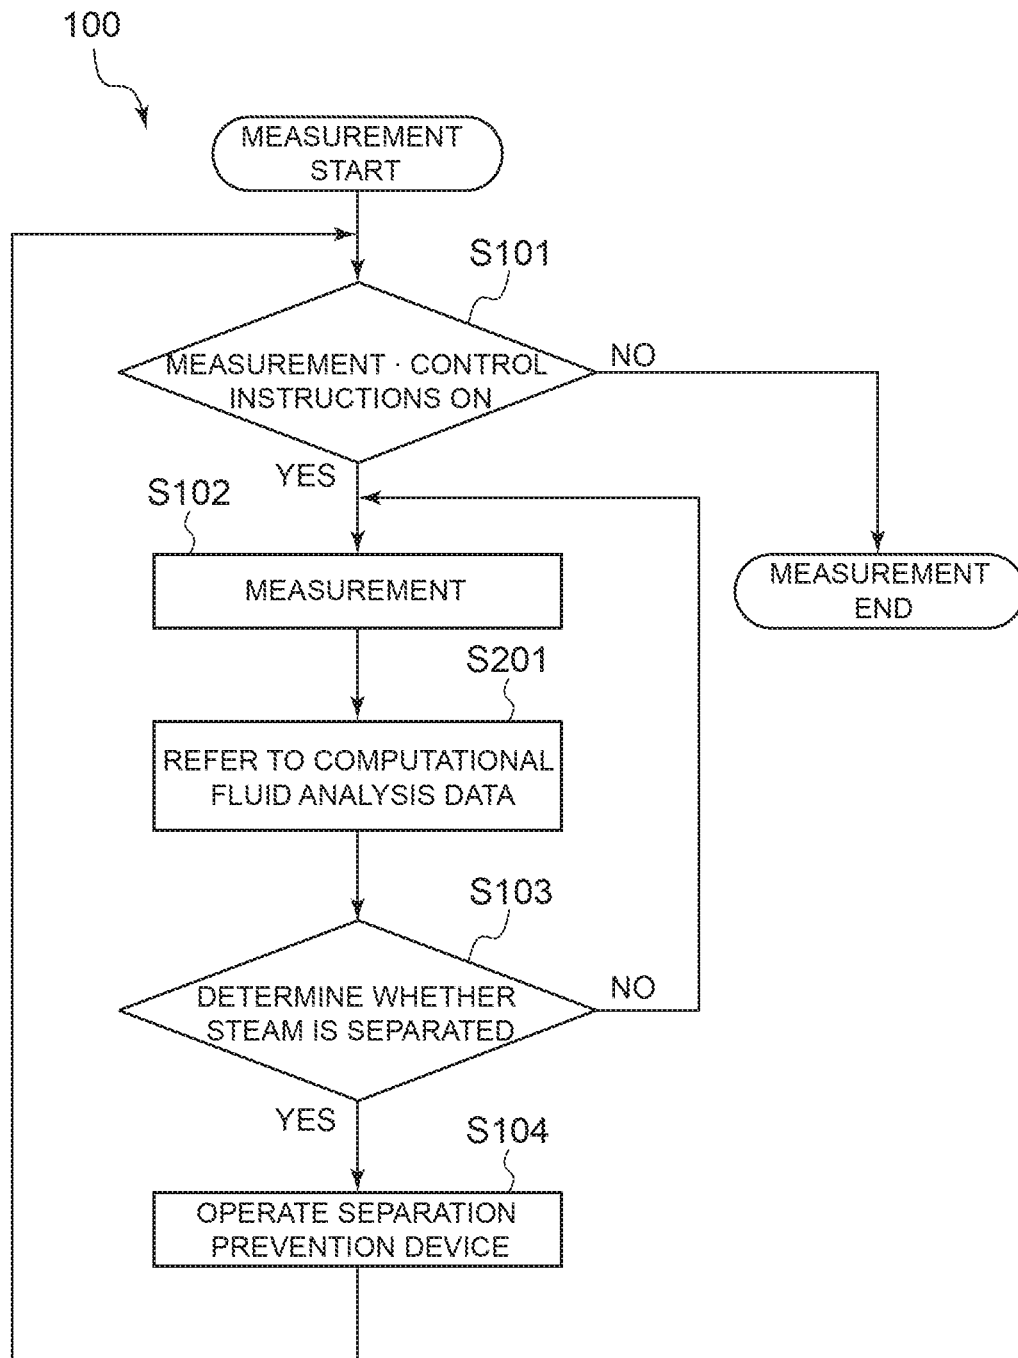 100
MEASUREMENT
START
S101
MEASUREMENT · CONTROL
INSTRUCTIONS ON
NO
YES
S102
MEASUREMENT
MEASUREMENT
END
S201
REFER TO COMPUTATIONAL
FLUID ANALYSIS DATA
S103
DETERMINE WHETHER
STEAM IS SEPARATED
NO
YES
S104
OPERATE SEPARATION
PREVENTION DEVICE